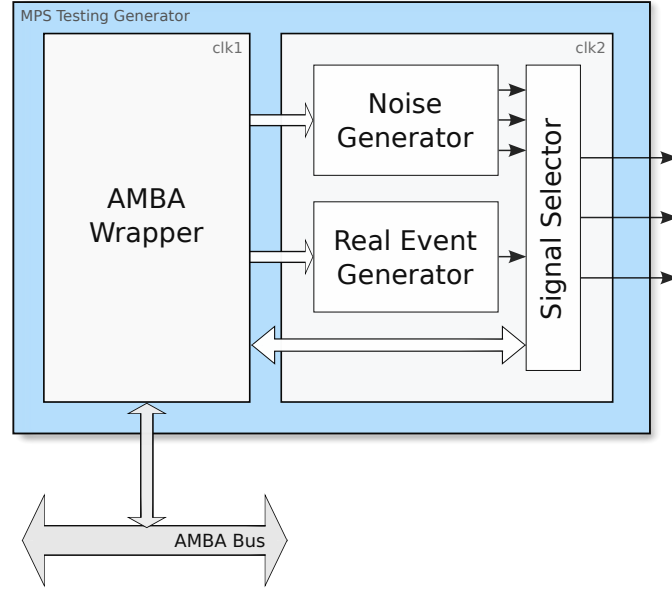 MPS Testing Generator
clk1
clk2
AMBA
Wrapper
Noise
Generator
Real Event
Generator
Signal Selector
AMBA Bus